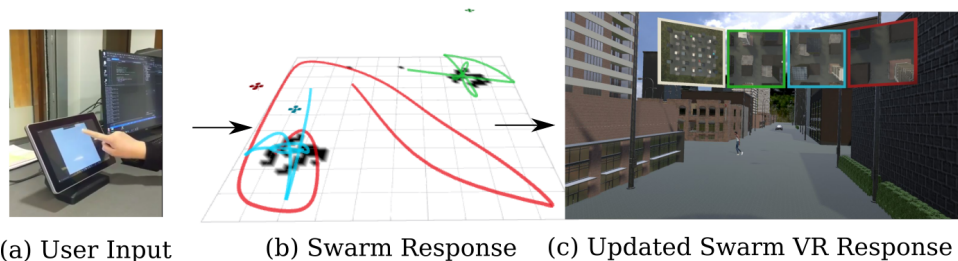 (a) User Input
(b) Swarm Response
(c) Updated Swarm VR Response